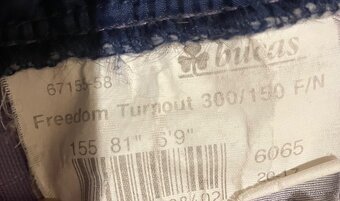 bucas
67155-58
Freedom Turnout 300/150 F/N
155 81" 6'9"
6065